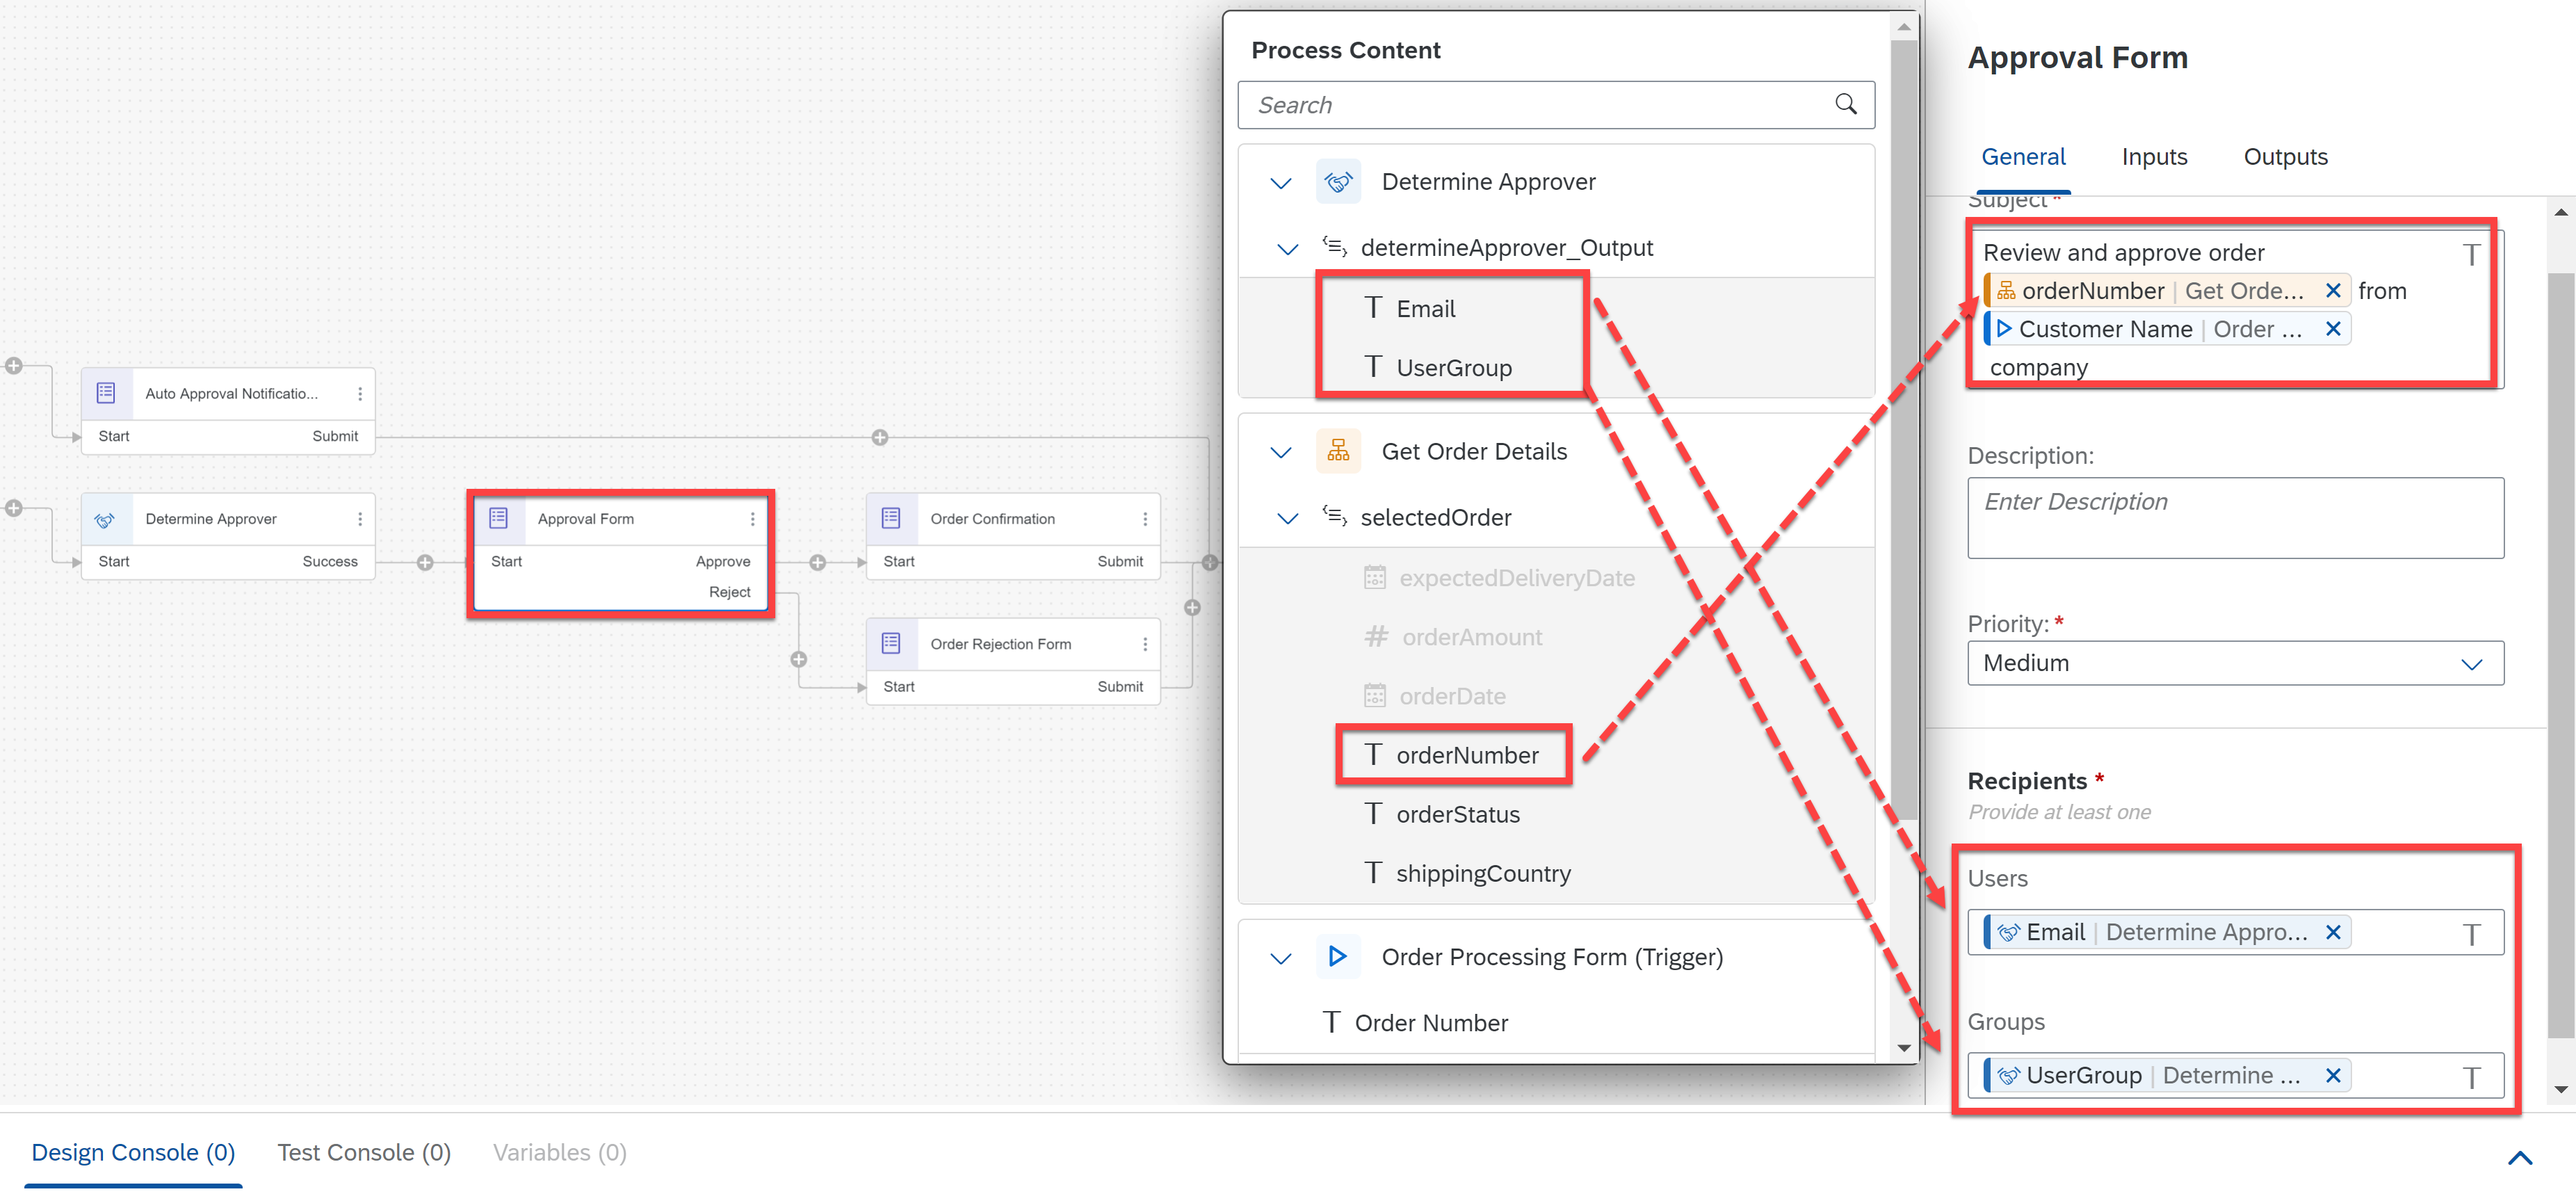 Auto Approval Notificatio...
Start Submit
Determine Approver
Start Success
Approval Form
Start Approve
Reject
Order Confirmation
Start Submit
Order Rejection Form
Start Submit
Process Content
Search
Determine Approver
determineApprover_Output
T Email
T UserGroup
Get Order Details
selectedOrder
expectedDeliveryDate
# orderAmount
orderDate
T orderNumber
T orderStatus
T shippingCountry
Order Processing Form (Trigger)
T Order Number
Approval Form
General Inputs Outputs
Subject *
Review and approve order T
orderNumber | Get Orde... from
Customer Name | Order ...
company
Description:
Enter Description
Priority: *
Medium
Recipients *
Provide at least one
Users
Email | Determine Appro... T
Groups
UserGroup | Determine ... T
Design Console (0) Test Console (0) Variables (0)